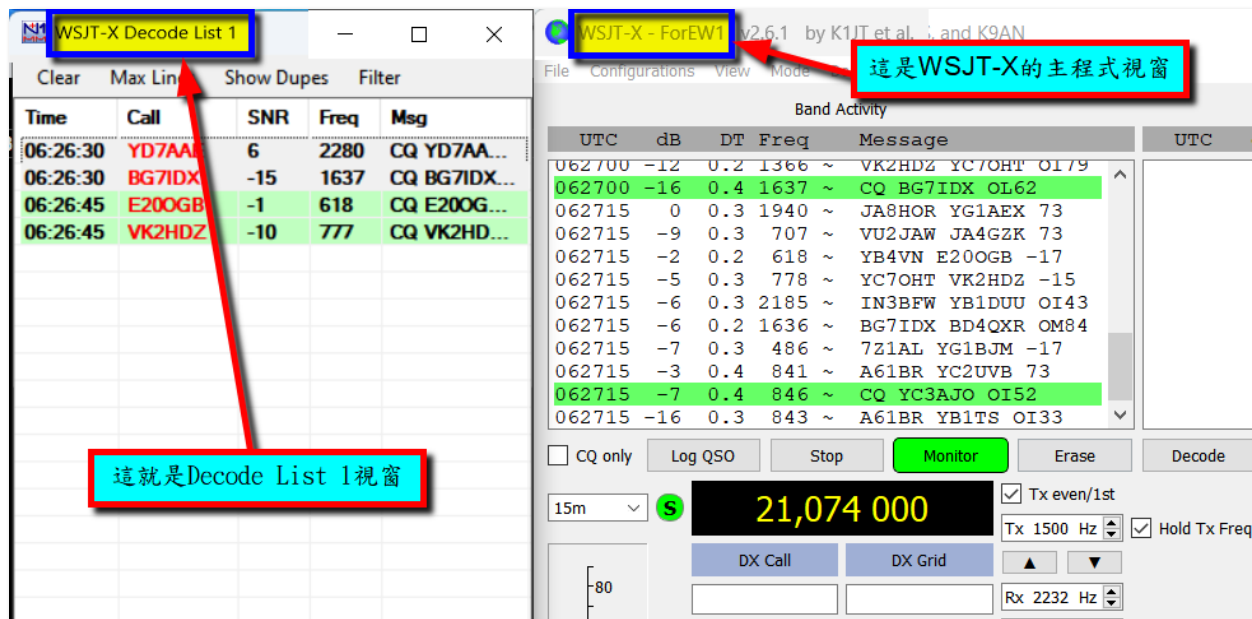 WSJT-X Decode List 1
Clear Max Lin Show Dupes Filter
Time Call SNR Freq Msg
06:26:30 YD7AA 6 2280 CQ YD7AA...
06:26:30 BG7IDX -15 1637 CQ BG7IDX...
06:26:45 E20OGB -1 618 CQ E20OG...
06:26:45 VK2HDZ -10 777 CQ VK2HD...
這就是Decode List 1視窗
WSJT-X - ForEW1 v2.6.1 by K1JT et al. and K9AN
這是WSJT-X的主程式視窗
File Configurations View Mode
Band Activity
UTC dB DT Freq Message
062700 -12 0.2 1366 ~ VK2HDZ YC7OHT OI79
062700 -16 0.4 1637 ~ CQ BG7IDX OL62
062715 0 0.3 1940 ~ JA8HOR YG1AEX 73
062715 -9 0.3 707 ~ VU2JAW JA4GZK 73
062715 -2 0.2 618 ~ YB4VN E20OGB -17
062715 -5 0.3 778 ~ YC7OHT VK2HDZ -15
062715 -6 0.3 2185 ~ IN3BFW YB1DUU OI43
062715 -6 0.2 1636 ~ BG7IDX BD4QXR OM84
062715 -7 0.3 486 ~ 7Z1AL YG1BJM -17
062715 -3 0.4 841 ~ A61BR YC2UVB 73
062715 -7 0.4 846 ~ CQ YC3AJO OI52
062715 -16 0.3 843 ~ A61BR YB1TS OI33
UTC
CQ only Log QSO Stop Monitor Erase Decode
15m S 21,074 000 Tx even/1st
Tx 1500 Hz Hold Tx Freq
DX Call DX Grid
-80
Rx 2232 Hz